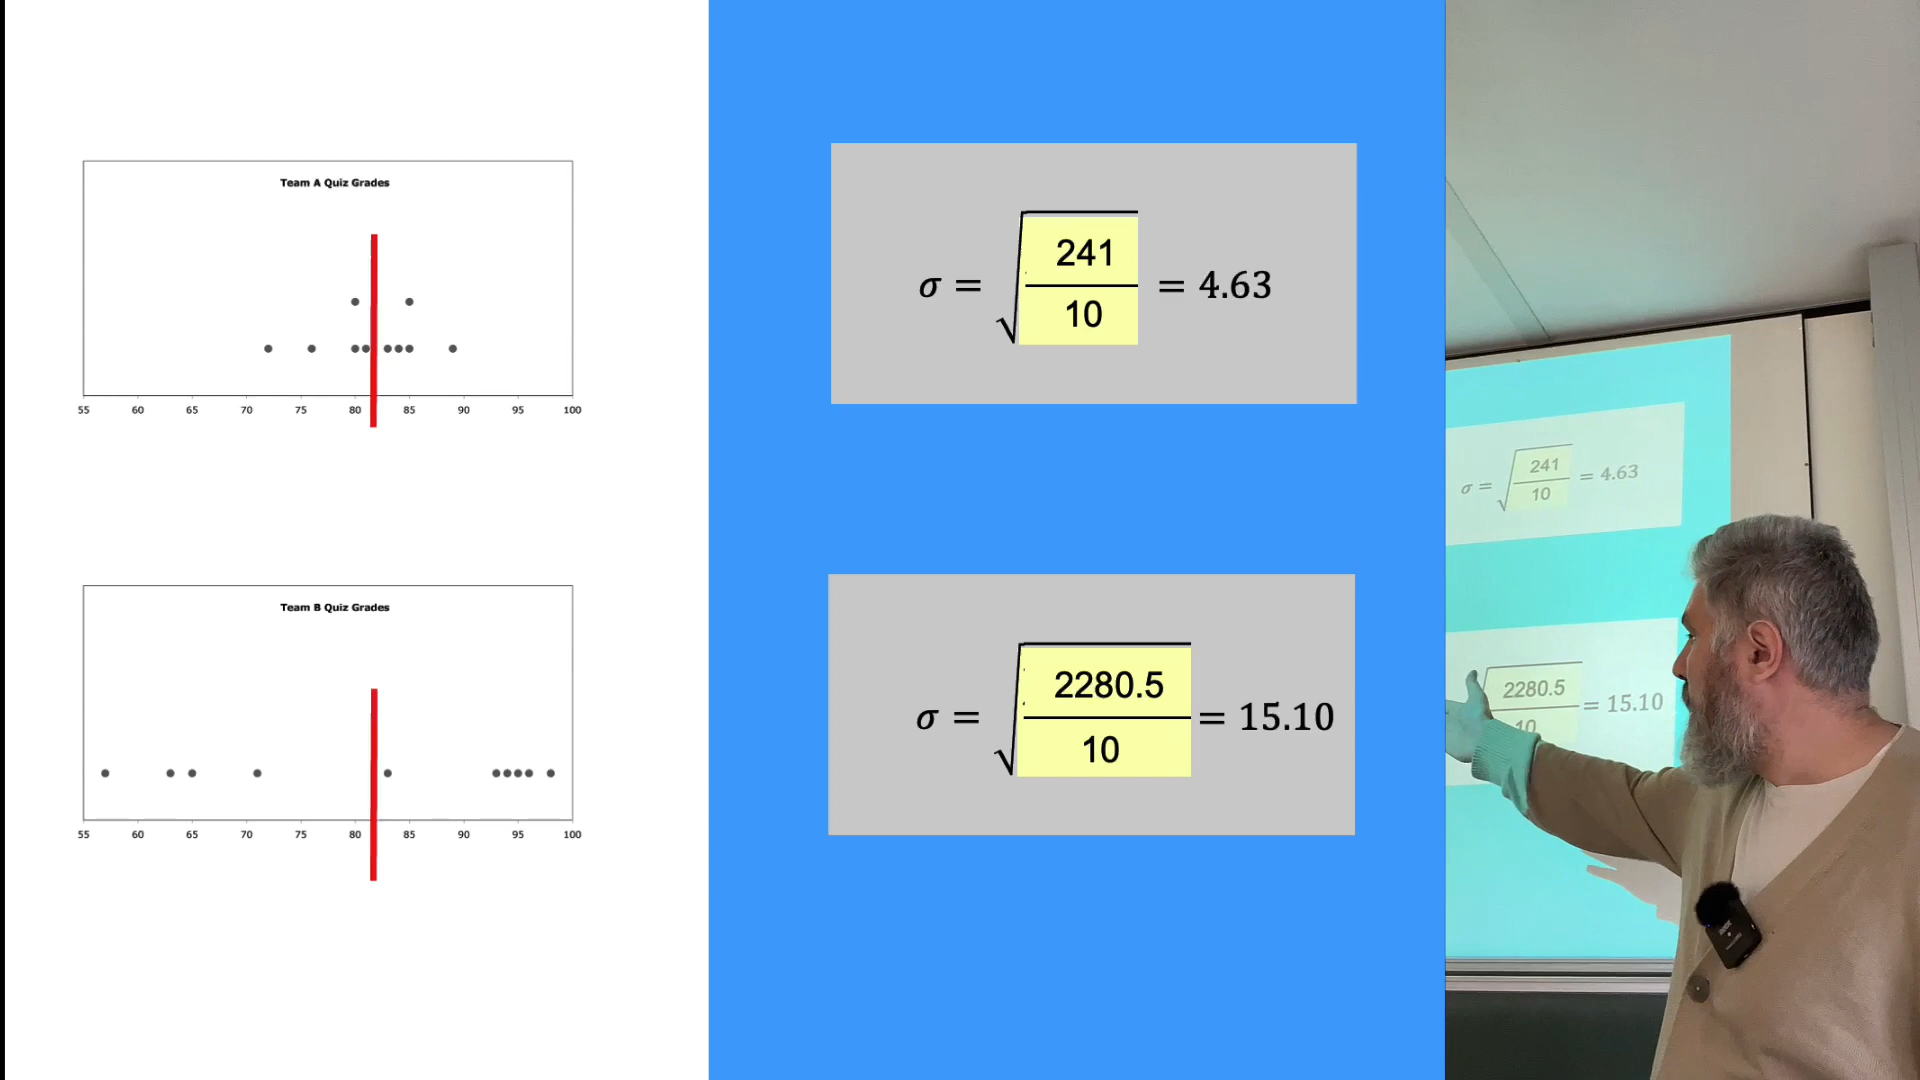 Team A Quiz Grades
55 60 65 70 75 80 85 90 95 100
Team B Quiz Grades
55 60 65 70 75 80 85 90 95 100
σ = √ 241 / 10 = 4.63
σ = √ 2280.5 / 10 = 15.10
σ = √ 241 / 10 = 4.63
2280.5 / 10 = 15.10